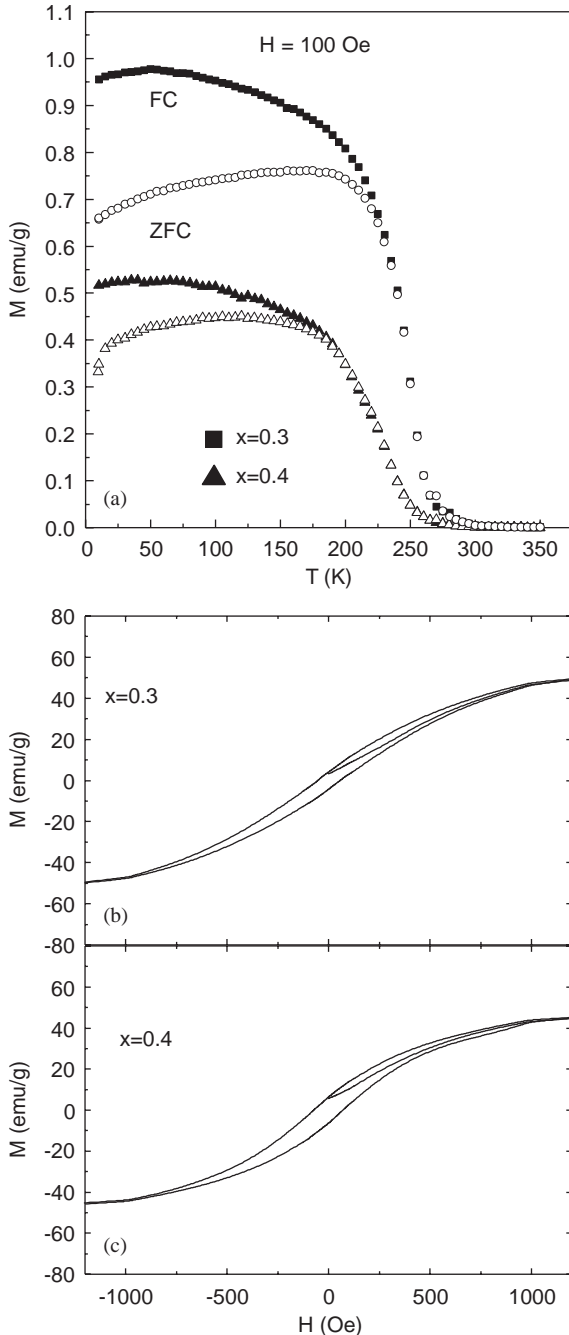 H = 100 Oe
FC
ZFC
x=0.3
x=0.4
(a)
M (emu/g)
1.1
1.0
0.9
0.8
0.7
0.6
0.5
0.4
0.3
0.2
0.1
0.0
0 50 100 150 200 250 300 350
T (K)
x=0.3
(b)
M (emu/g)
80
60
40
20
0
-20
-40
-60
-80
x=0.4
(c)
M (emu/g)
60
40
20
0
-20
-40
-60
-80
-1000 -500 0 500 1000
H (Oe)